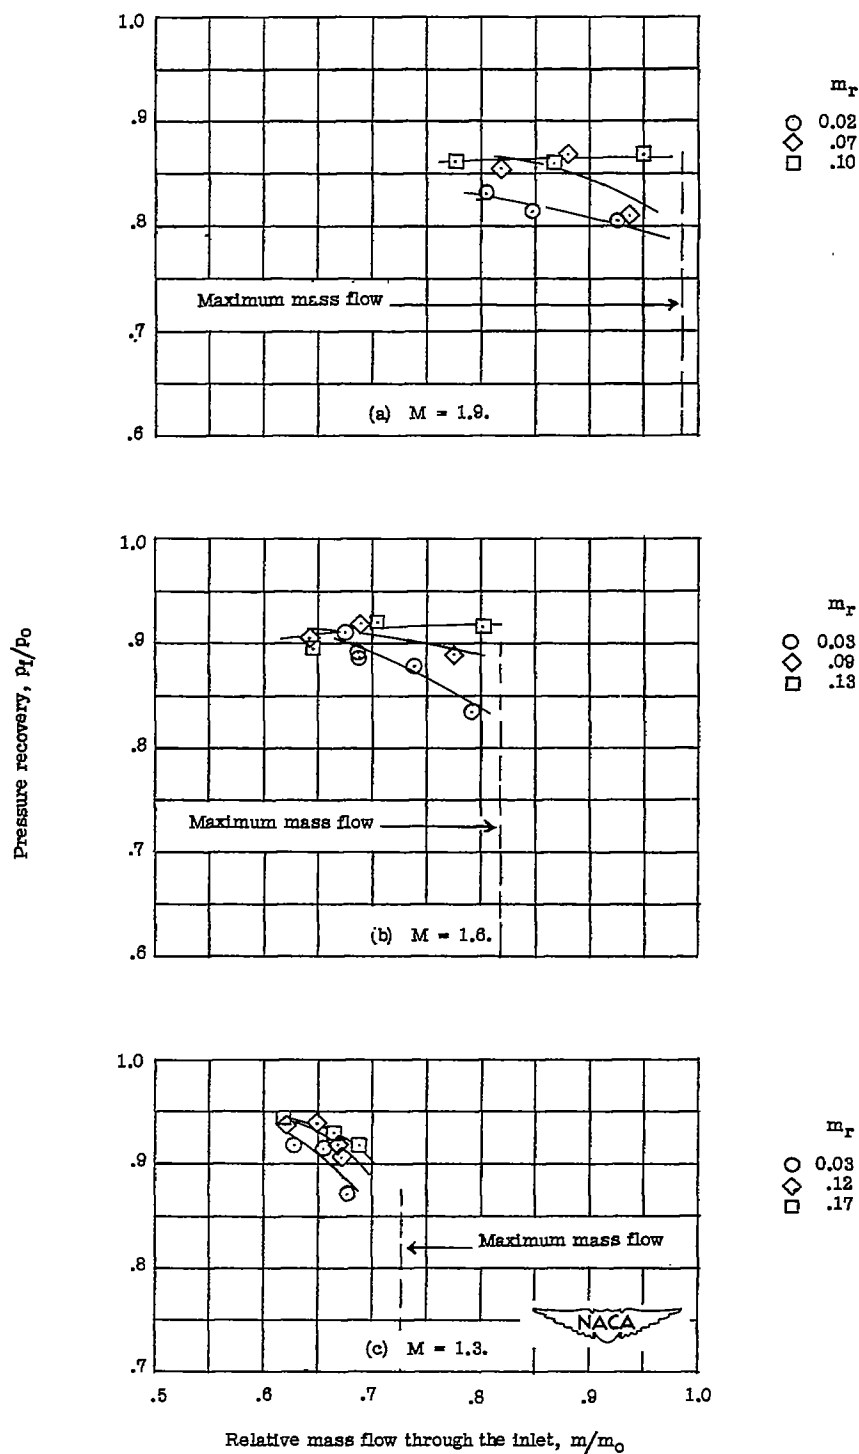 1.0
.9
.8
.7
.6
Maximum mass flow
(a) M = 1.9.
m_r
0.02
.07
.10
1.0
.9
.8
.7
.6
Maximum mass flow
(b) M = 1.6.
m_r
0.03
.09
.13
Pressure recovery, p_f/p_o
1.0
.9
.8
.7
Maximum mass flow
NACA
(c) M = 1.3.
m_r
0.03
.12
.17
.5 .6 .7 .8 .9 1.0
Relative mass flow through the inlet, m/m_o